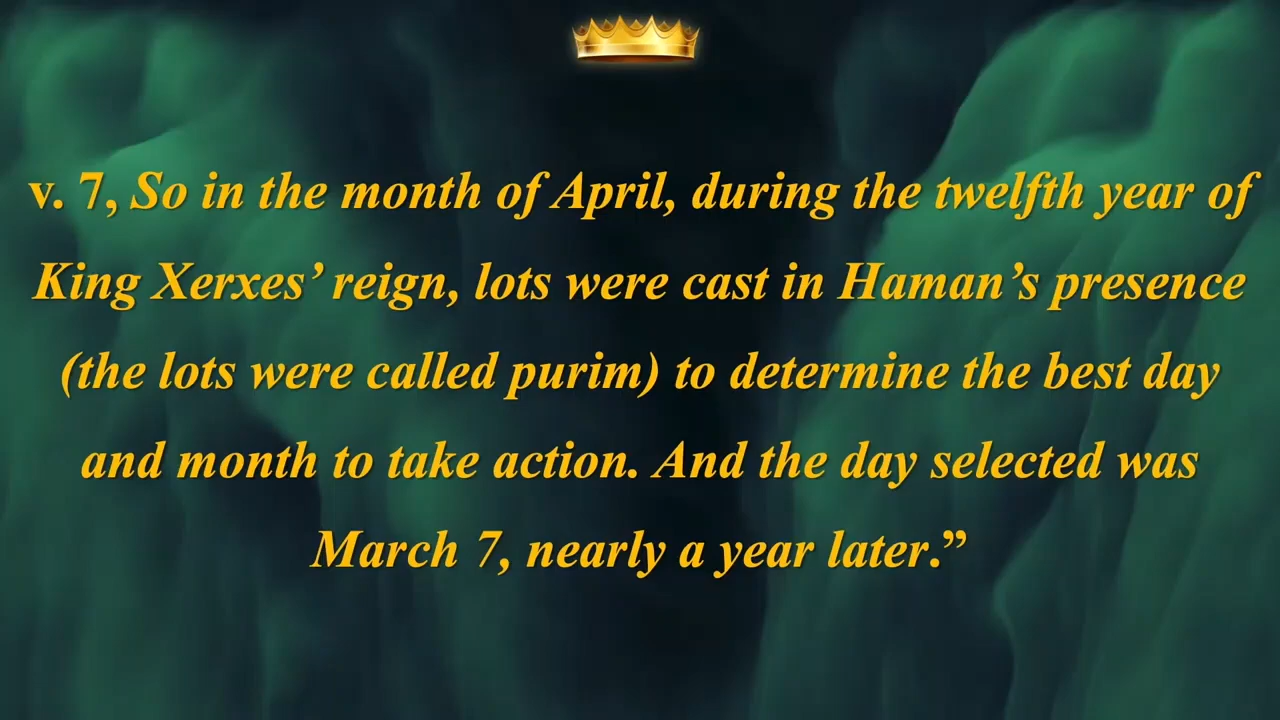 v. 7, So in the month of April, during the twelfth year of
King Xerxes’ reign, lots were cast in Haman’s presence
(the lots were called purim) to determine the best day
and month to take action. And the day selected was
March 7, nearly a year later.”